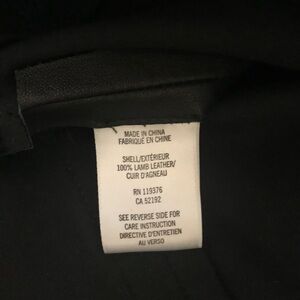 MADE IN CHINA
FABRIQUÉ EN CHINE
SHELL/EXTÉRIEUR
100% LAMB LEATHER/
CUIR D'AGNEAU
RN 119376
CA 52192
SEE REVERSE SIDE FOR
CARE INSTRUCTION
DIRECTIVE D'ENTRETIEN
AU VERSO